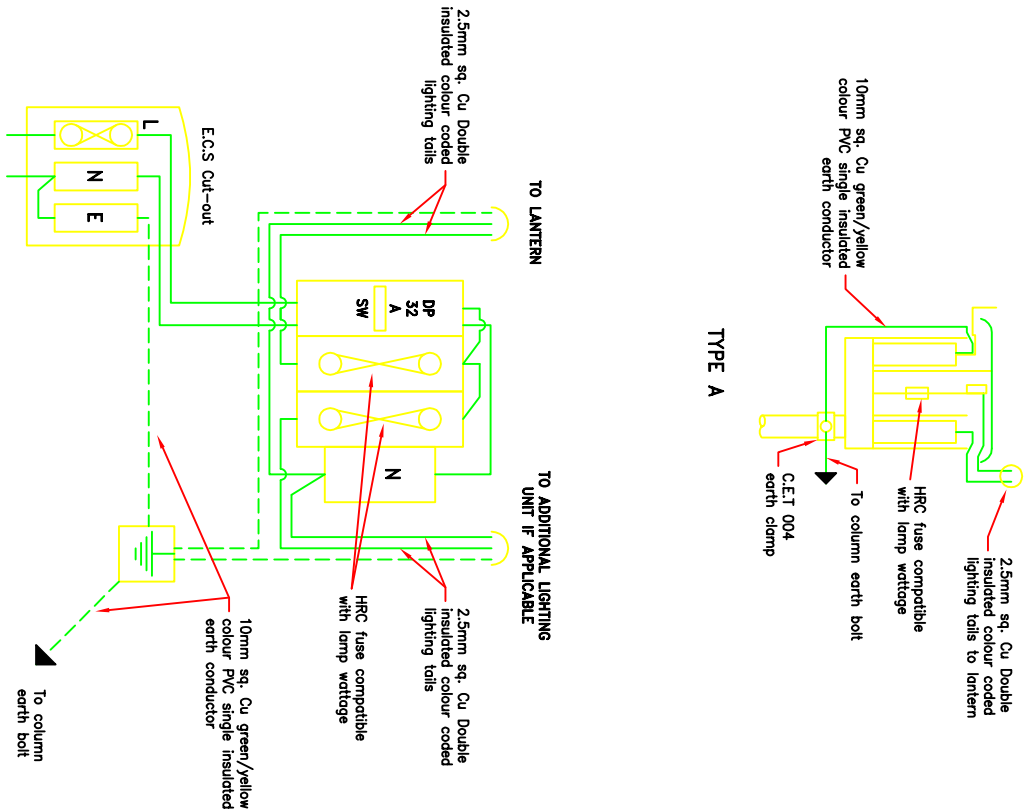 10mm sq. Cu green/yellow
colour PVC single insulated
earth conductor
2.5mm sq. Cu Double
insulated colour coded
lighting tails to lantern
HRC fuse compatible
with lamp wattage
To column earth bolt
C.E.T 004
earth clamp
TYPE A
2.5mm sq. Cu Double
insulated colour coded
lighting tails
TO LANTERN
TO ADDITIONAL LIGHTING
UNIT IF APPLICABLE
2.5mm sq. Cu Double
insulated colour coded
lighting tails
DP
32
A
SW
N
HRC fuse compatible
with lamp wattage
E.C.S Cut-out
L
N
E
10mm sq. Cu green/yellow
colour PVC single insulated
earth conductor
To column
earth bolt